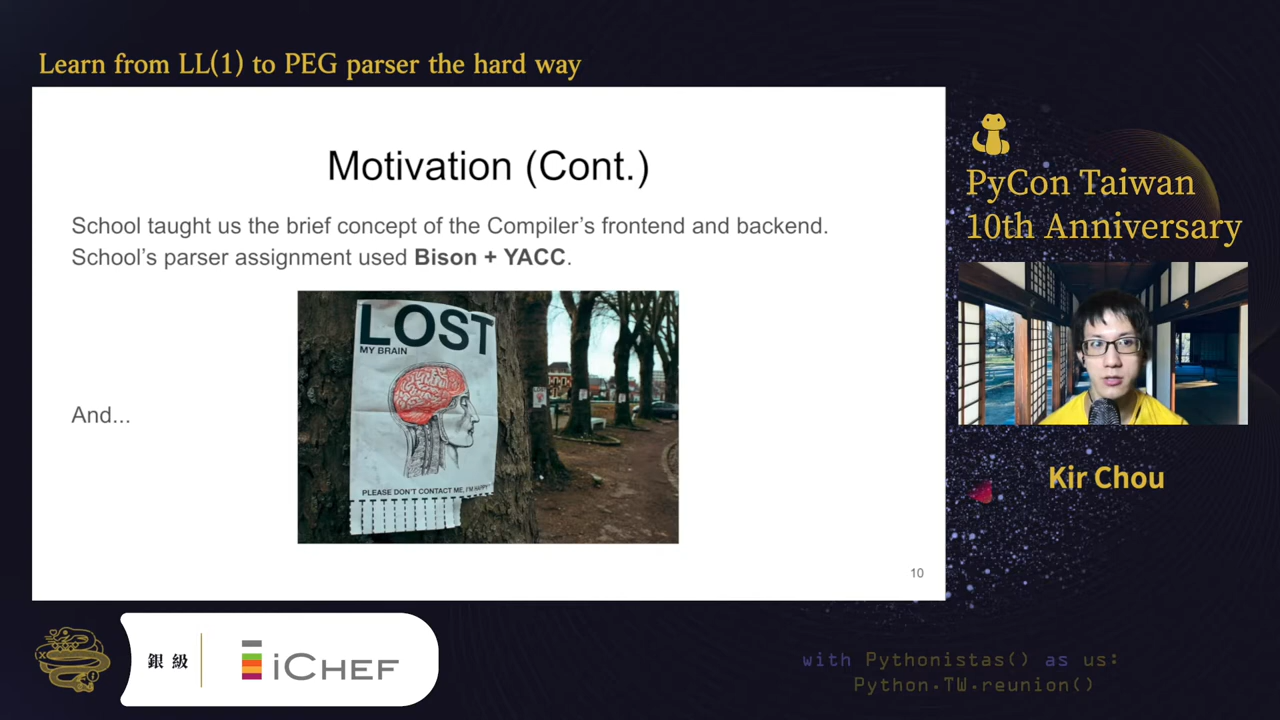 Learn from LL(1) to PEG parser the hard way
Motivation (Cont.)
School taught us the brief concept of the Compiler's frontend and backend.
School's parser assignment used Bison + YACC.
LOST
MY BRAIN
PLEASE DON'T CONTACT ME, I'M HAPPY
And...
10
PyCon Taiwan
10th Anniversary
Kir Chou
銀級
iCHEF
with Pythonistas() as us:
Python.TW.reunion()